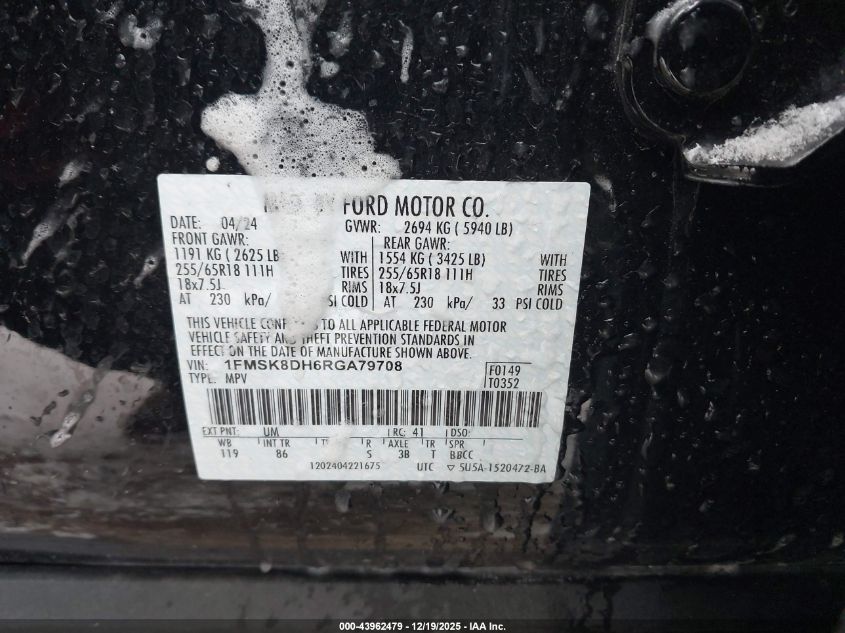 BY FORD MOTOR CO.
DATE: 04/24 GVWR: 2694 KG ( 5940 LB)
FRONT GAWR: REAR GAWR:
1191 KG ( 2625 LB WITH 1554 KG ( 3425 LB) WITH
255/65R18 111H TIRES 255/65R18 111H TIRES
18x7.5J RIMS 18x7.5J RIMS
AT 230 kPa/ PSI COLD AT 230 kPa/ 33 PSI COLD
THIS VEHICLE TO ALL APPLICABLE FEDERAL MOTOR
VEHICLE SAFETY AND THEFT PREVENTION STANDARDS IN
EFFECT ON THE DATE OF MANUFACTURE SHOWN ABOVE.
VIN: 1FMSK8DH6RGA79708 F0149
TYPE: MPV T0352
EXT PNT: UM RC: 41 DSO:
WB INT TR R AXLE TR SPR
119 86 S 3B T BBCC
1202404221675 UTC ▽ 5U5A-1520472-BA
00-43962479 — 12/19/2025 — IAA Inc.